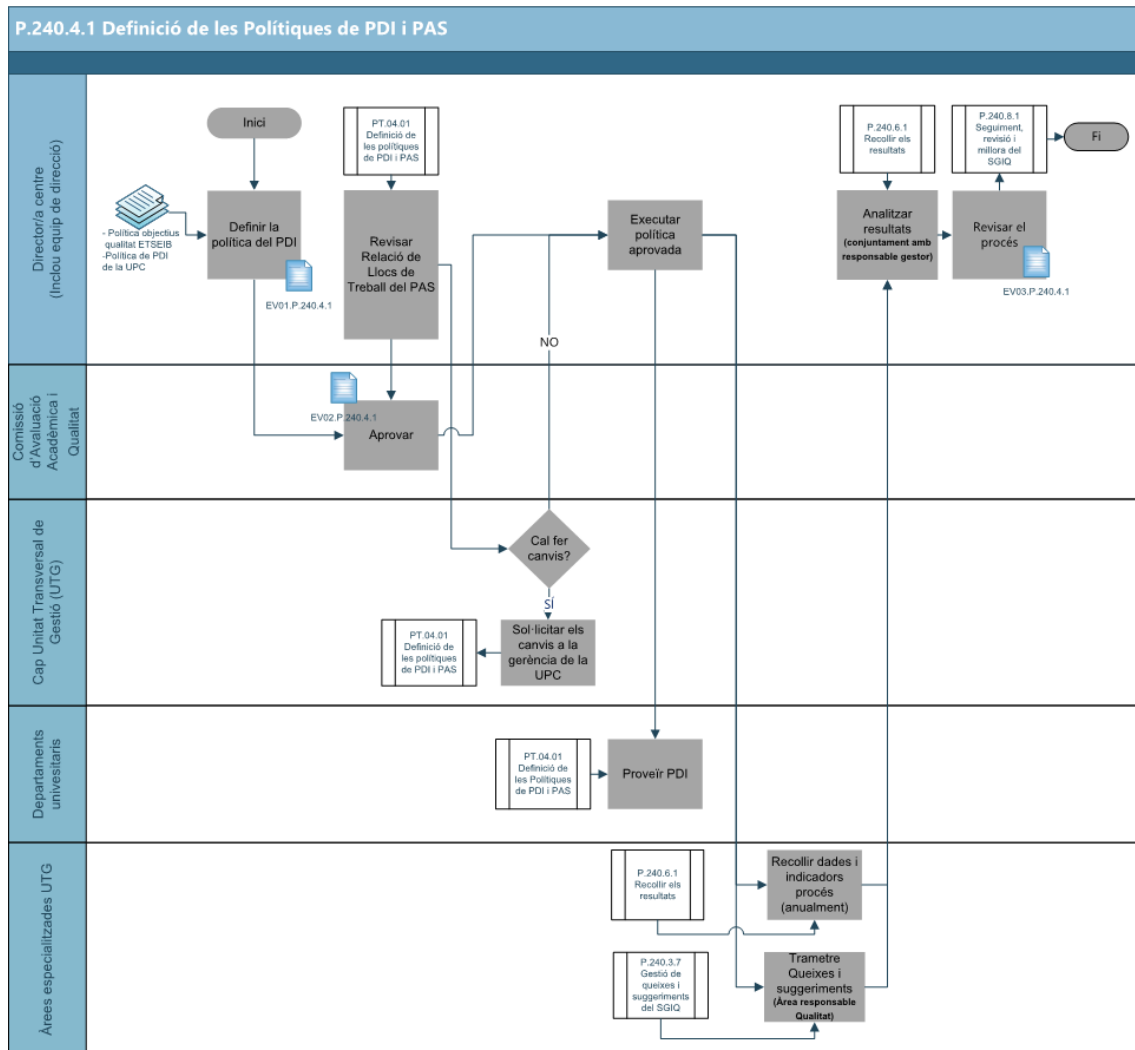 P.240.4.1 Definició de les Polítiques de PDI i PAS
Director/a centre
(Inclou equip de direcció)
Inici
PT.04.01
Definició de
les polítiques
de PDI i PAS
P.240.6.1
Recollir els
resultats
P.240.8.1
Seguiment,
revisió i
millora del
SGIQ
Fi
- Política objectius
qualitat ETSEIB
-Política de PDI
de la UPC
Definir la
política del PDI
EV01.P.240.4.1
Revisar
Relació de
Llocs de
Treball del PAS
Executar
política
aprovada
Analitzar
resultats
(conjuntament amb
responsable gestor)
Revisar el
procés
EV03.P.240.4.1
NO
Comissió
d'Avaluació
Acadèmica i
Qualitat
EV02.P.240.4.1
Aprovar
Cap Unitat Transversal de
Gestió (UTG)
Cal fer
canvis?
SÍ
PT.04.01
Definició de
les polítiques
de PDI i PAS
Sol·licitar els
canvis a la
gerència de la
UPC
Departaments
univesitaris
PT.04.01
Definició de
les Polítiques
de PDI i PAS
Proveïr PDI
Àrees especialitzades UTG
P.240.6.1
Recollir els
resultats
Recollir dades i
indicadors
procés
(anualment)
P.240.3.7
Gestió de
queixes i
suggeriments
del SGIQ
Trametre
Queixes i
suggeriments
(Àrea responsable
Qualitat)